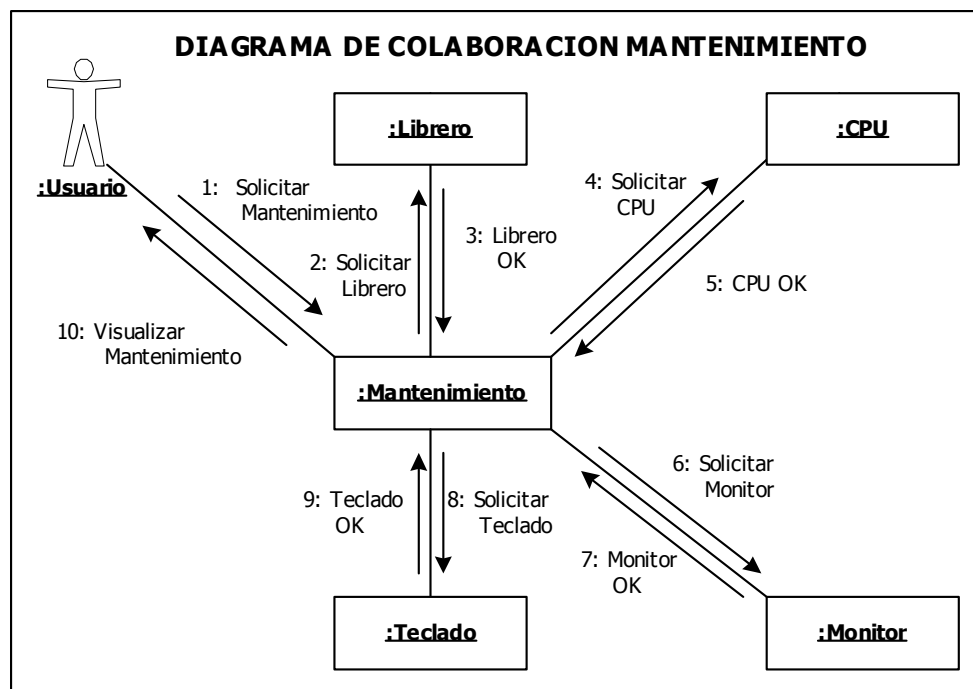 DIAGRAMA DE COLABORACION MANTENIMIENTO
:Librero
:CPU
:Usuario
1: Solicitar
Mantenimiento
4: Solicitar
CPU
3: Librero
OK
2: Solicitar
Librero
5: CPU OK
10: Visualizar
Mantenimiento
:Mantenimiento
6: Solicitar
Monitor
9: Teclado
OK
8: Solicitar
Teclado
7: Monitor
OK
:Teclado
:Monitor